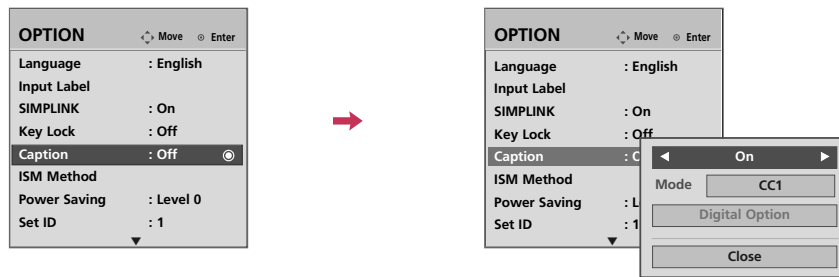 OPTION Move Enter
Language : English
Input Label
SIMPLINK : On
Key Lock : Off
Caption : Off
ISM Method
Power Saving : Level 0
Set ID : 1
OPTION Move Enter
Language : English
Input Label
SIMPLINK : On
Key Lock : Off
Caption
ISM Method
Power Saving
Set ID : 1
On
Mode CC1
Digital Option
Close